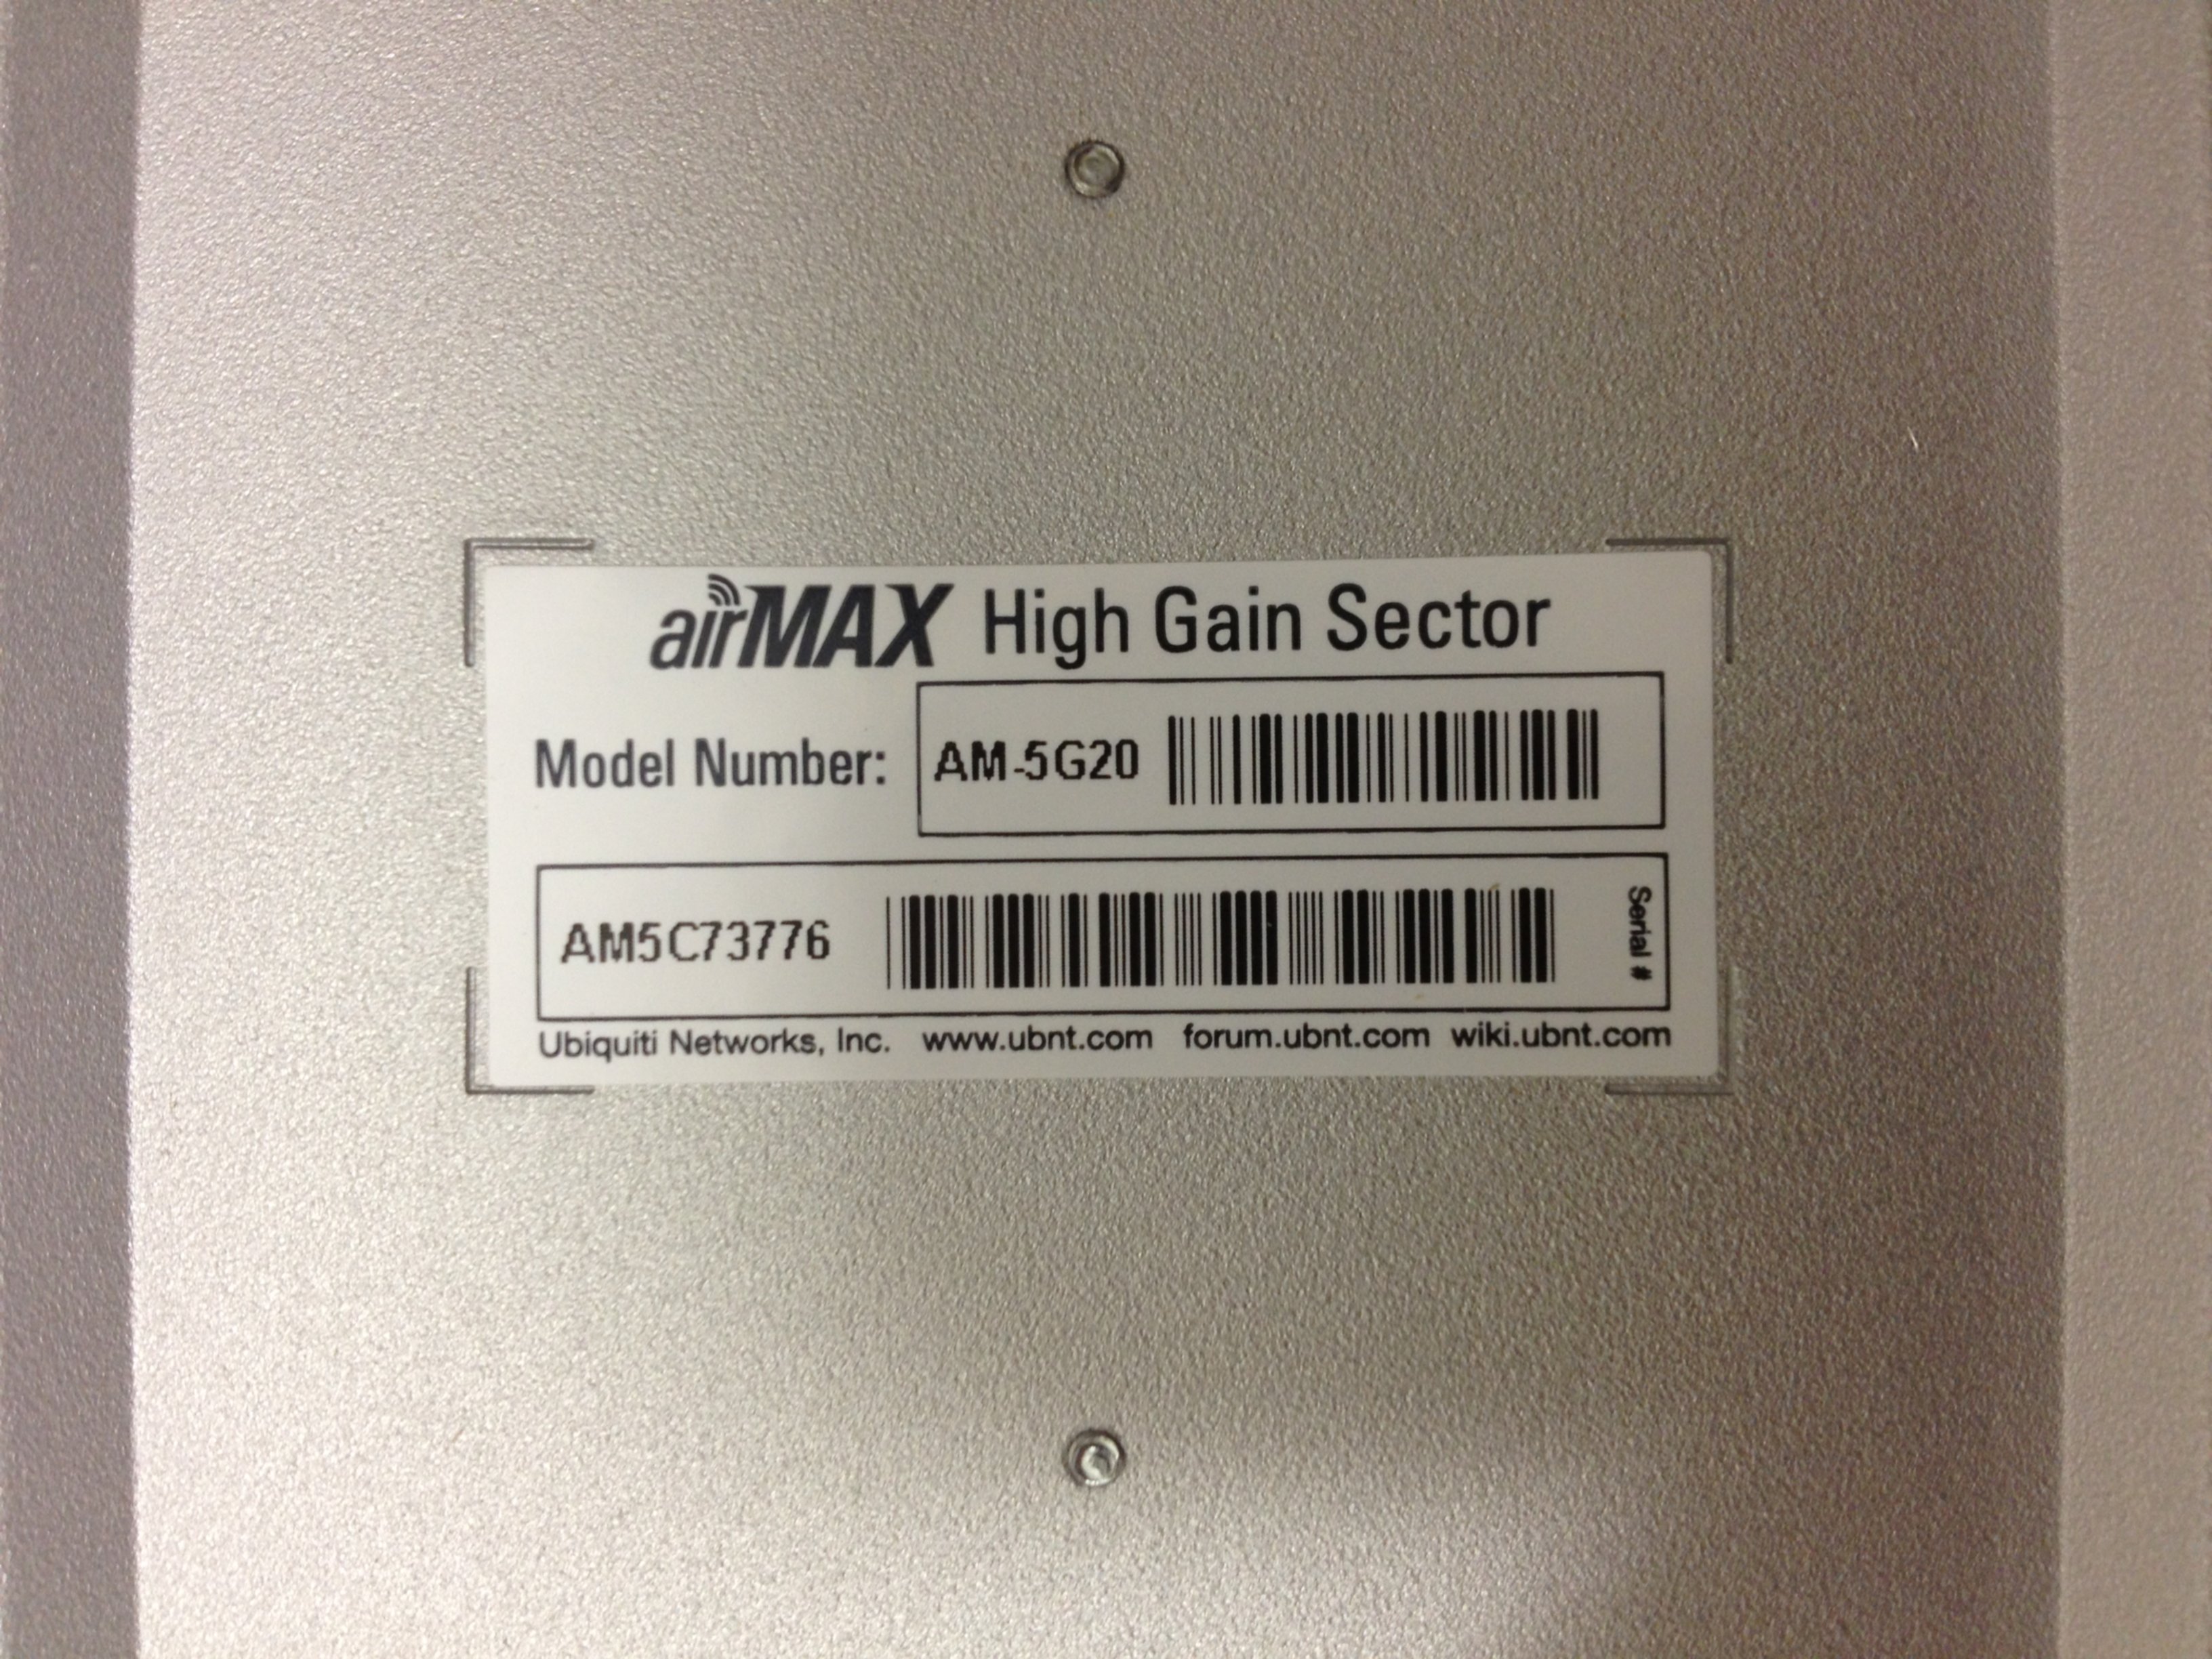 airMAX High Gain Sector
Model Number: AM-5G20
AM5C73776 Serial #
Ubiquiti Networks, Inc. www.ubnt.com forum.ubnt.com wiki.ubnt.com